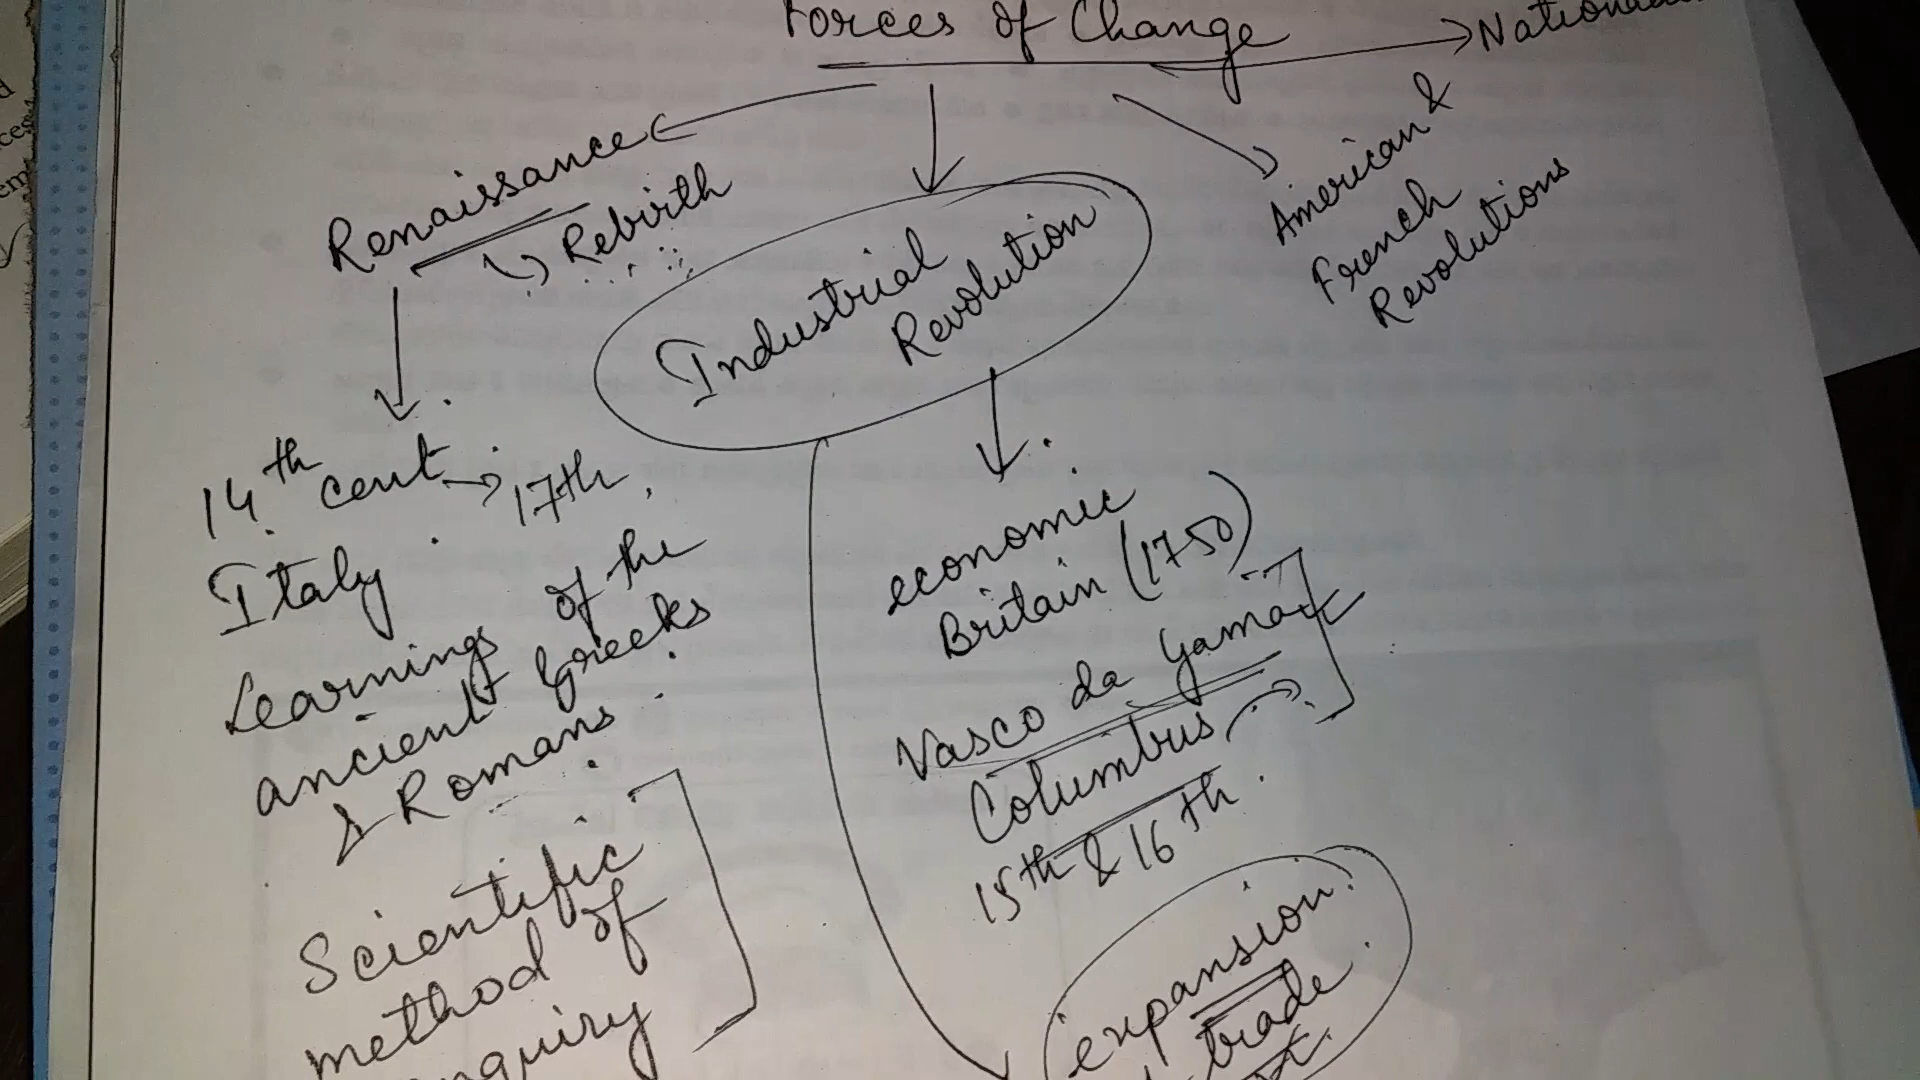 Forces of Change
American &
French
Revolutions
Renaissance
Rebirth
Industrial
Revolution
14th cent → 17th.
Italy
Learnings of the
ancient Greeks
& Romans
Scientific
method of
economic
Britain (1750)
Vasco da Gama
Columbus
15th & 16th.
expansion
trade